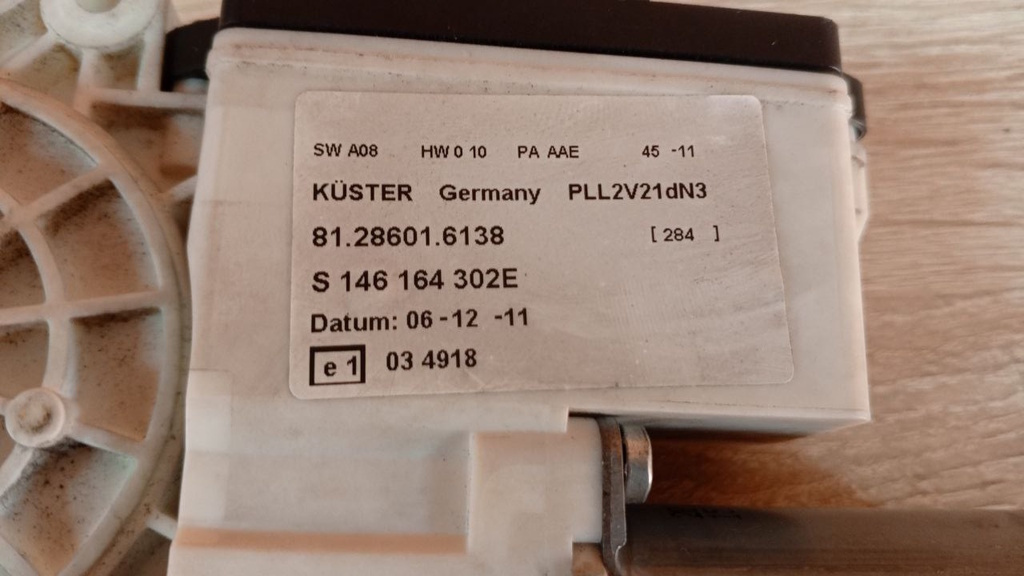 SW A08 HW 0 10 PA AAE 45 -11
KÜSTER Germany PLL2V21dN3
81.28601.6138 [ 284 ]
S 146 164 302E
Datum: 06-12 -11
e 1 03 4918